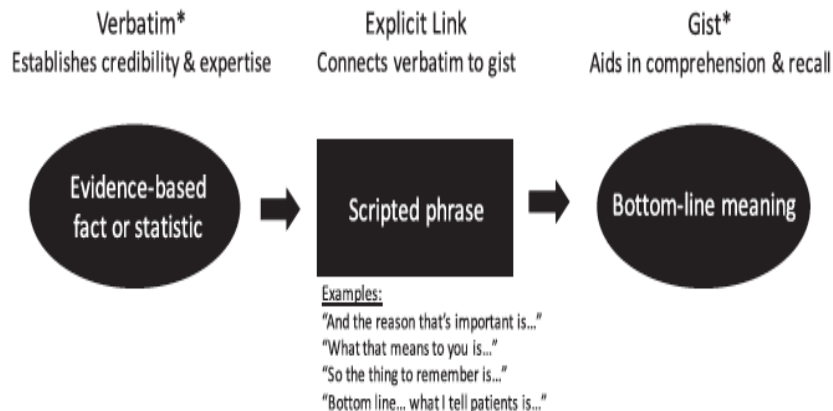 Verbatim*
Establishes credibility & expertise
Explicit Link
Connects verbatim to gist
Gist*
Aids in comprehension & recall
Evidence-based
fact or statistic
Scripted phrase
Bottom-line meaning
Examples:
“And the reason that’s important is...”
“What that means to you is...”
“So the thing to remember is...”
“Bottom line... what I tell patients is...”